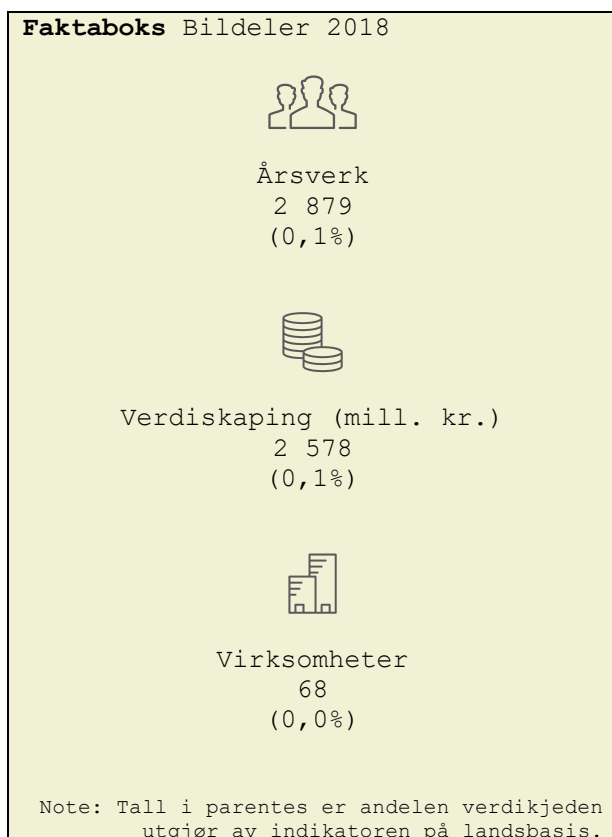 Faktaboks Bildeler 2018
Årsverk
2 879
(0,1%)
Verdiskaping (mill. kr.)
2 578
(0,1%)
Virksomheter
68
(0,0%)
Note: Tall i parentes er andelen verdikjeden
utgjør av indikatoren på landsbasis.